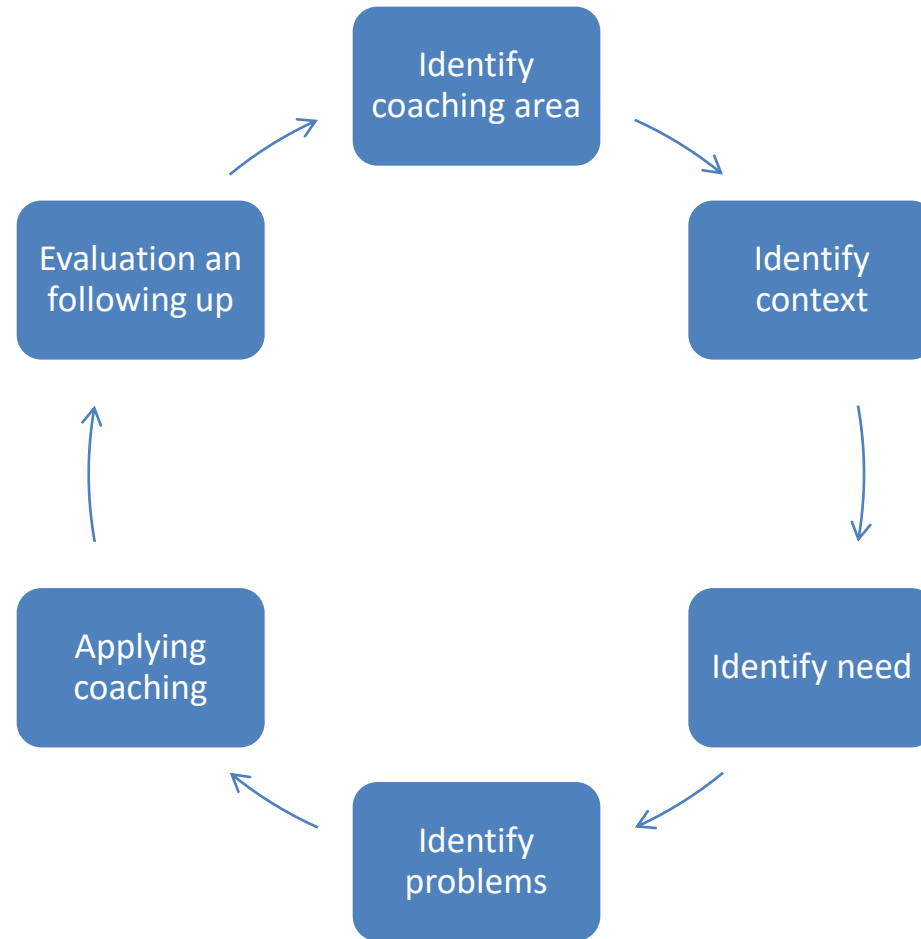 Identify
coaching area
Identify
context
Identify need
Identify
problems
Applying
coaching
Evaluation an
following up